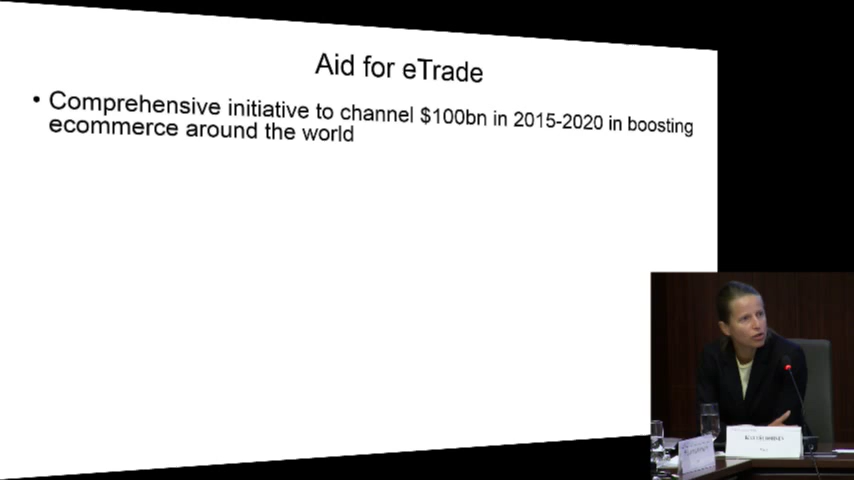 Aid for eTrade
• Comprehensive initiative to channel $100bn in 2015-2020 in boosting
ecommerce around the world